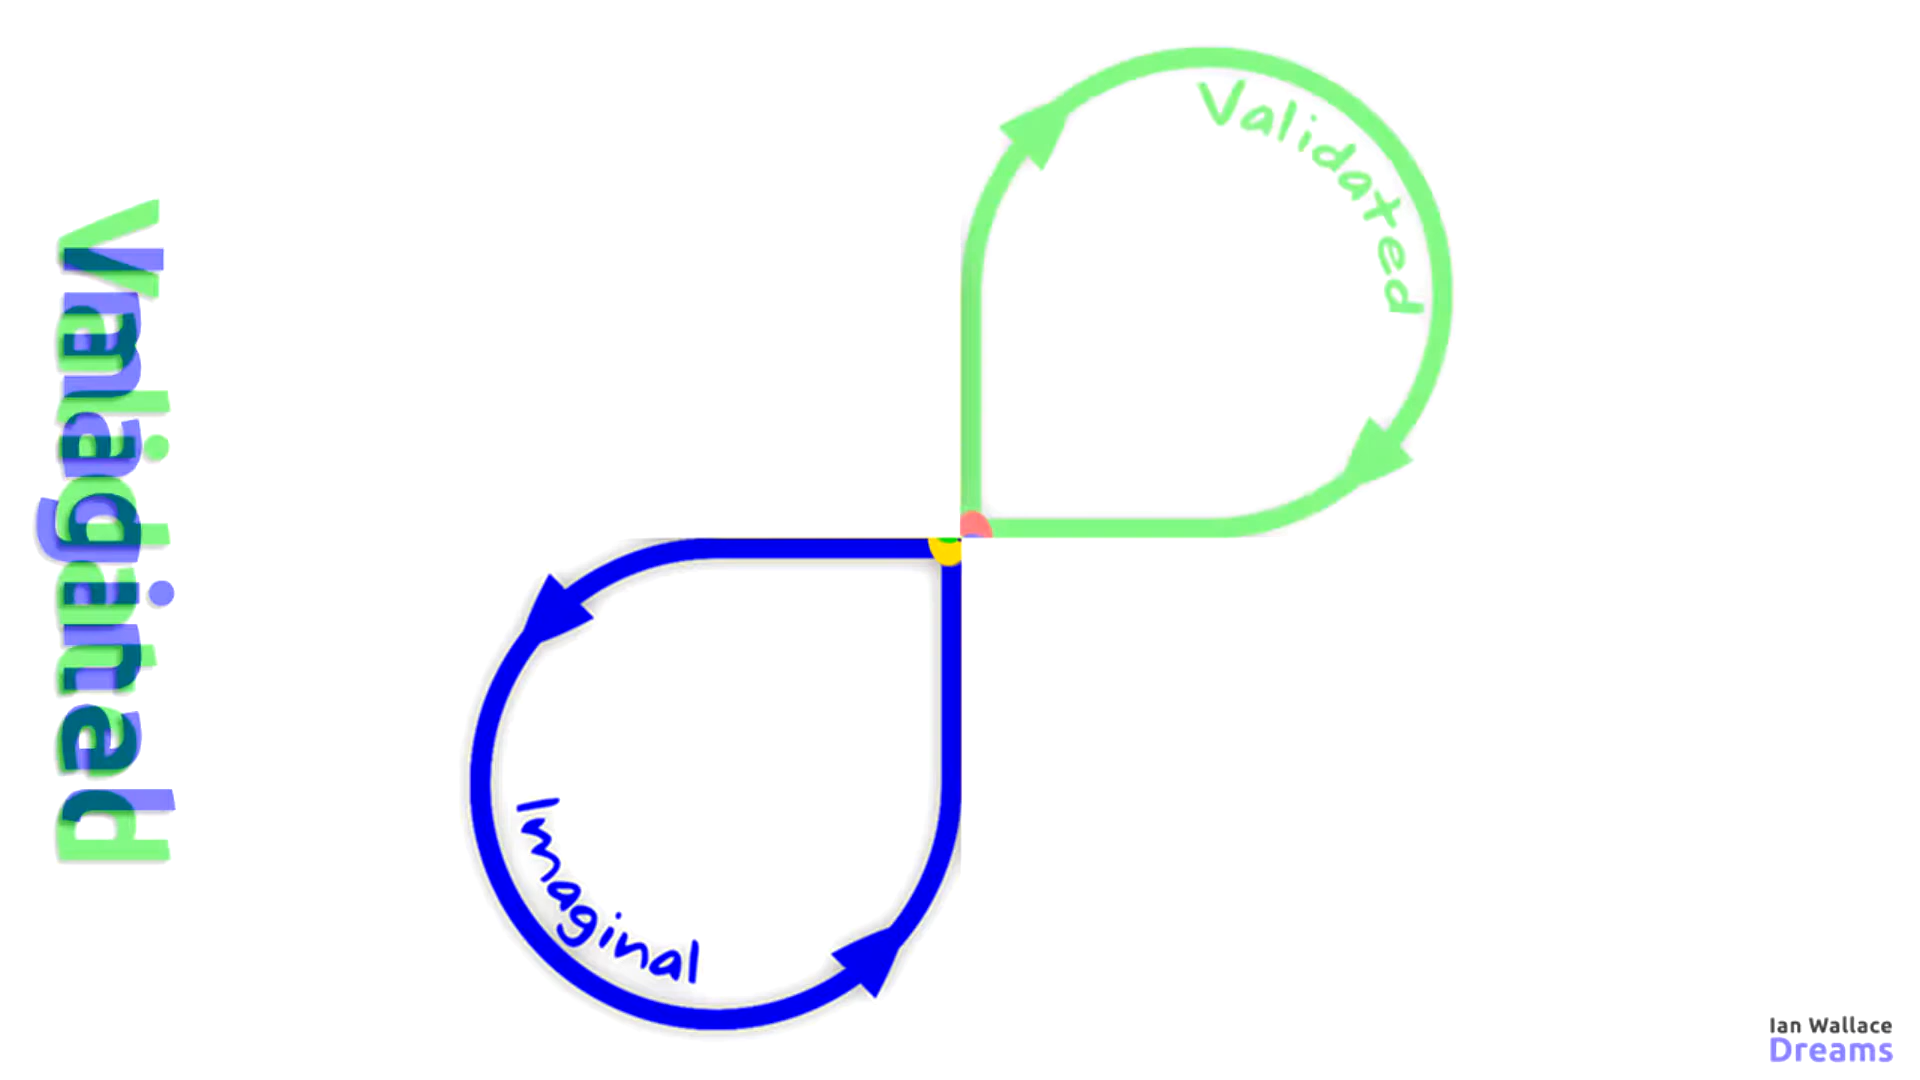 Validated
Imaginal
Validated
Imaginal
Ian Wallace
Dreams